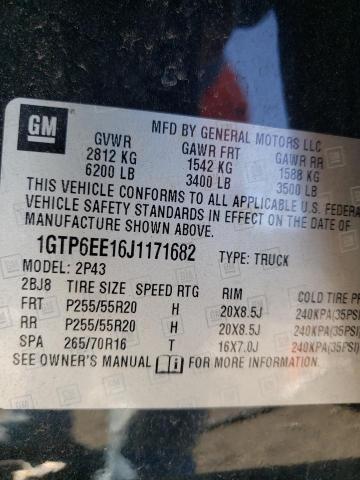 GM
MFD BY GENERAL MOTORS LLC
GVWR GAWR FRT GAWR RR
2812 KG 1542 KG 1588 KG
6200 LB 3400 LB 3500 LB
THIS VEHICLE CONFORMS TO ALL APPLICABLE U.S. FEDERA
VEHICLE SAFETY STANDARDS IN EFFECT ON THE DATE OF
MANUFACTURE SHOWN ABOVE.
1GTP6EE16J1171682 TYPE: TRUCK
MODEL: 2P43
2BJ8 TIRE SIZE SPEED RTG RIM COLD TIRE PR
FRT P255/55R20 H 20X8.5J 240KPA(35PSI
RR P255/55R20 H 20X8.5J 240KPA(35PSI
SPA 265/70R16 T 16X7.0J 240KPA(35PSI)
SEE OWNER'S MANUAL FOR MORE INFORMATION.